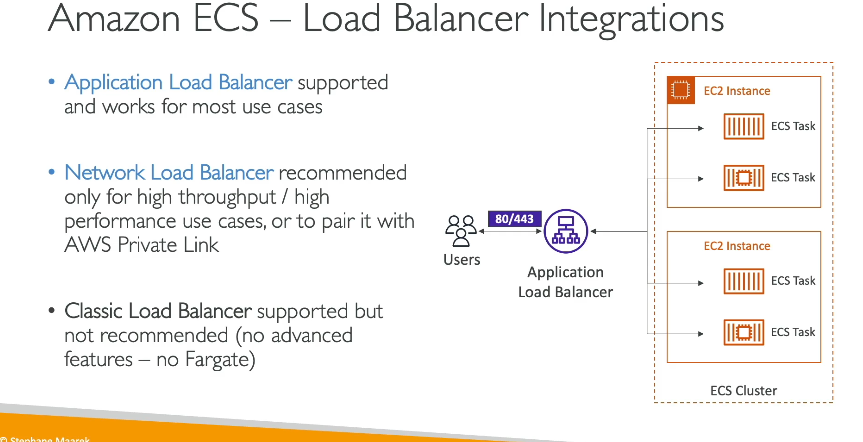 Amazon ECS – Load Balancer Integrations
• Application Load Balancer supported
and works for most use cases
• Network Load Balancer recommended
only for high throughput / high
performance use cases, or to pair it with
AWS Private Link
• Classic Load Balancer supported but
not recommended (no advanced
features – no Fargate)
Users
80/443
Application
Load Balancer
EC2 Instance
ECS Task
ECS Task
EC2 Instance
ECS Task
ECS Task
ECS Cluster
© Stephane Maarek